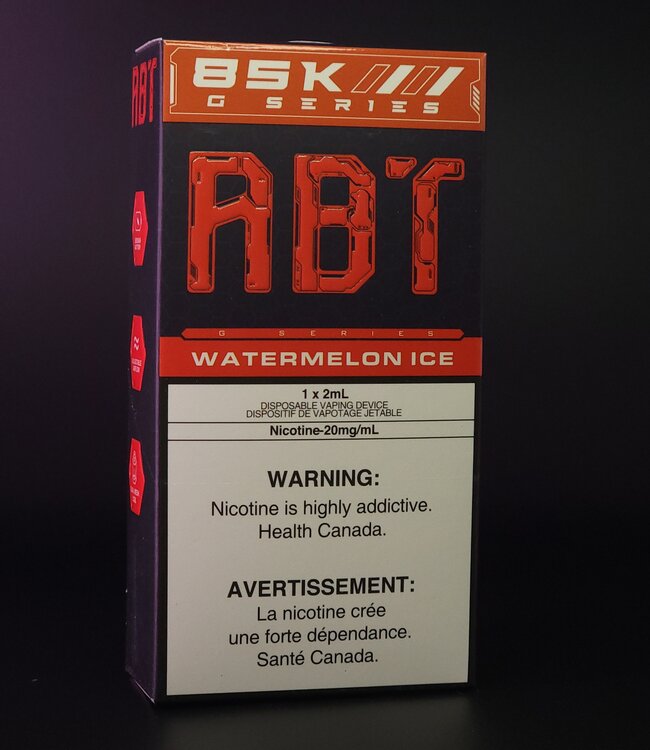 85K
G SERIES
RBT
RBT
G SERIES
WATERMELON ICE
1 x 2mL
DISPOSABLE VAPING DEVICE
DISPOSITIF DE VAPOTAGE JETABLE
Nicotine-20mg/mL
WARNING:
Nicotine is highly addictive.
Health Canada.
AVERTISSEMENT:
La nicotine crée
une forte dépendance.
Santé Canada.